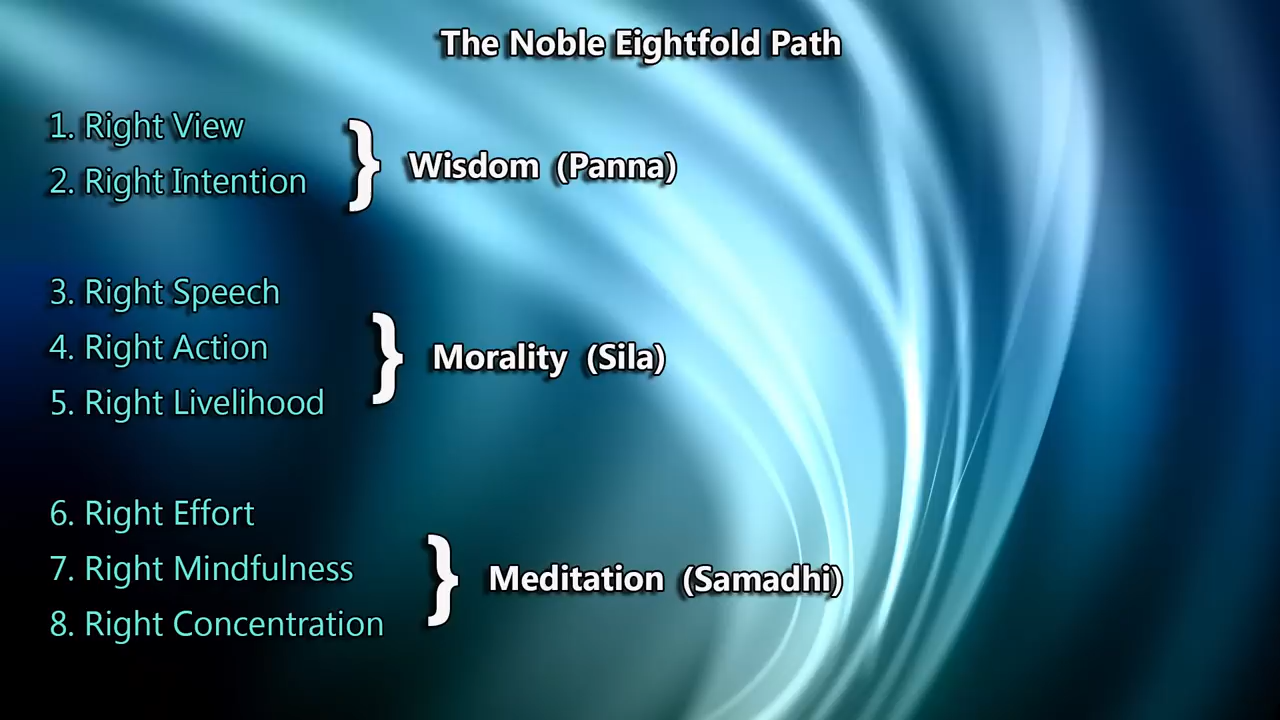 The Noble Eightfold Path
1. Right View
2. Right Intention
} Wisdom (Panna)
3. Right Speech
4. Right Action
5. Right Livelihood
} Morality (Sila)
6. Right Effort
7. Right Mindfulness
8. Right Concentration
} Meditation (Samadhi)